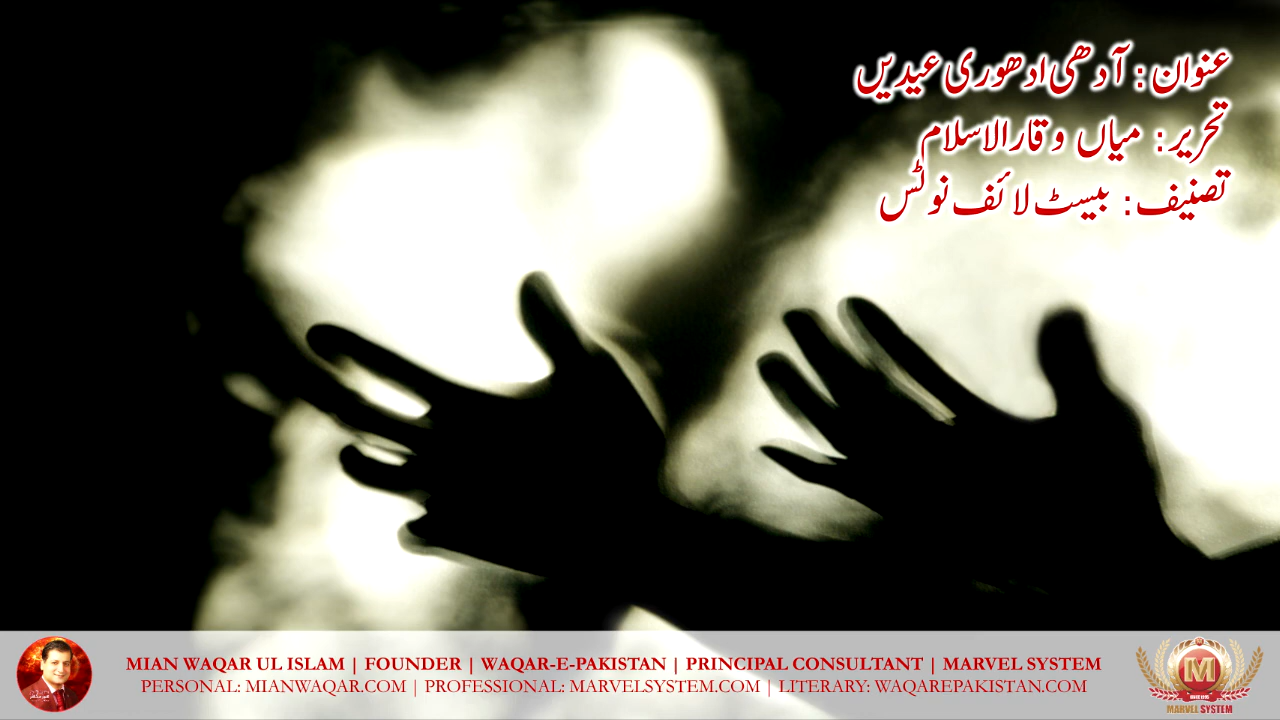 عنوان: آدھی ادھوری عیدیں
تحریر: میاں وقارالاسلام
تصنیف: بیسٹ لائف نوٹس
MIAN WAQAR UL ISLAM | FOUNDER | WAQAR-E-PAKISTAN | PRINCIPAL CONSULTANT | MARVEL SYSTEM
PERSONAL: MIANWAQAR.COM | PROFESSIONAL: MARVELSYSTEM.COM | LITERARY: WAQAREPAKISTAN.COM
M
MARVEL SYSTEM